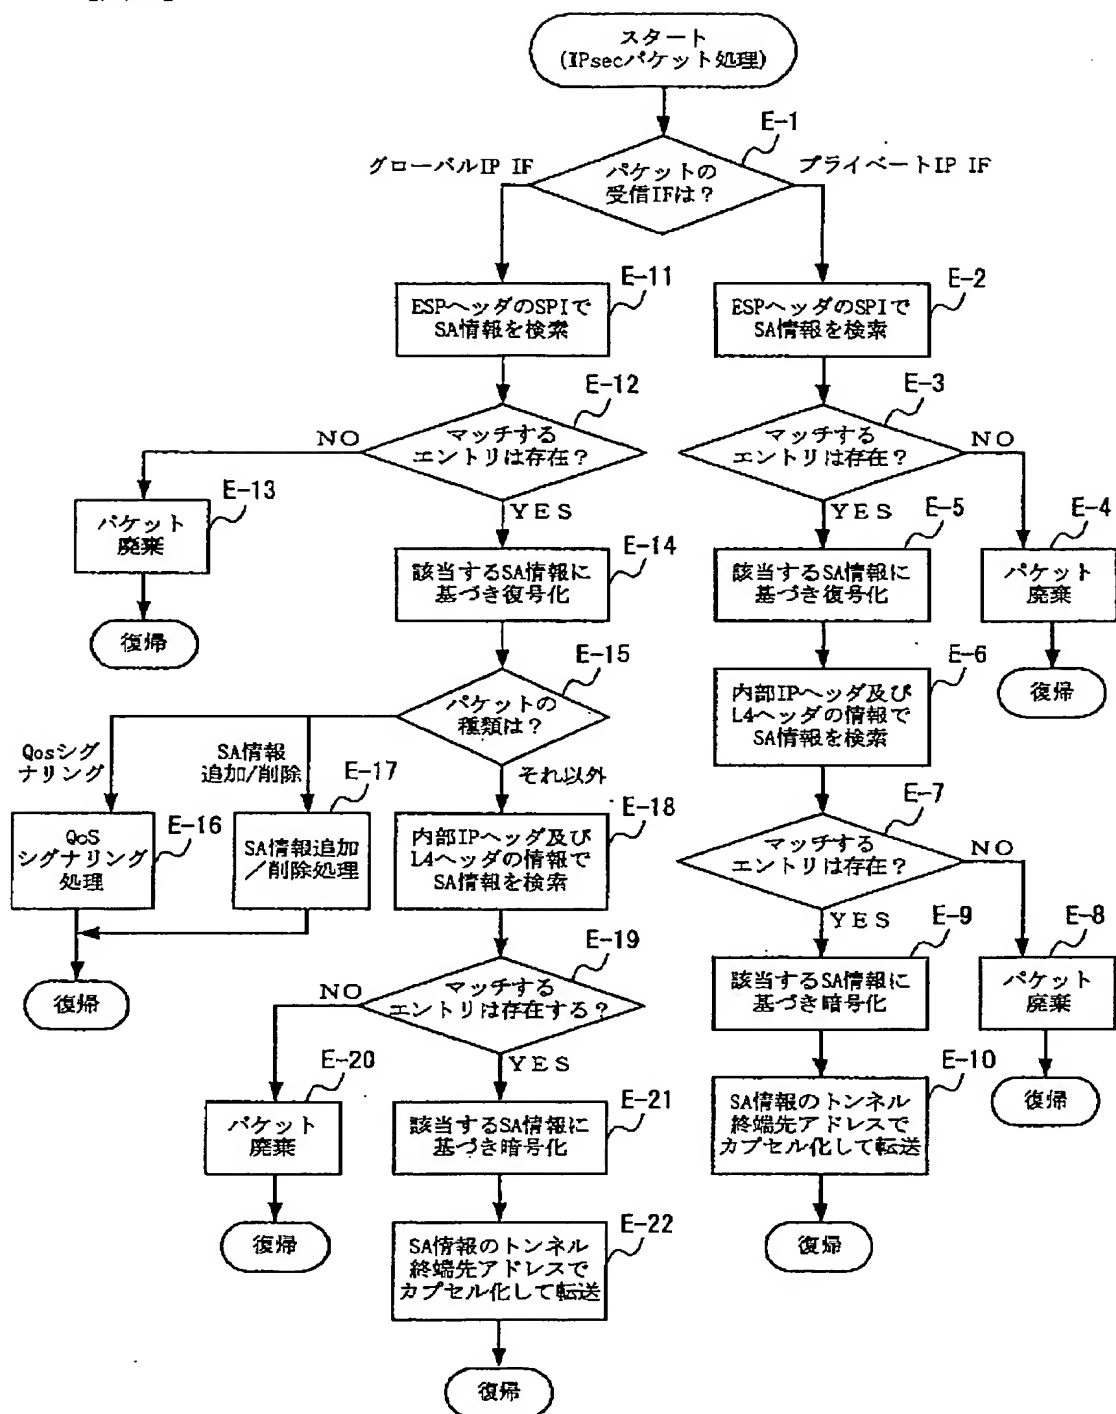 スタート
(IPsecパケット処理)
E-1
グローバルIP IF
プライベートIP IF
パケットの
受信IFは？
E-11
ESPヘッダのSPIで
SA情報を検索
E-2
ESPヘッダのSPIで
SA情報を検索
E-12
マッチする
エントリは存在？
NO
YES
E-3
マッチする
エントリは存在？
NO
YES
E-13
パケット
廃棄
復帰
E-14
該当するSA情報に
基づき復号化
E-5
該当するSA情報に
基づき復号化
E-4
パケット
廃棄
復帰
E-15
パケットの
種類は？
E-6
内部IPヘッダ及び
L4ヘッダの情報で
SA情報を検索
Qosシグ
ナリング
SA情報
追加/削除
それ以外
E-16
QoS
シグナリング
処理
E-17
SA情報追加
／削除処理
E-18
内部IPヘッダ及び
L4ヘッダの情報で
SA情報を検索
E-7
マッチする
エントリは存在？
NO
YES
復帰
E-19
マッチする
エントリは存在する？
NO
YES
E-9
該当するSA情報に
基づき暗号化
E-8
パケット
廃棄
復帰
E-20
パケット
廃棄
復帰
E-21
該当するSA情報に
基づき暗号化
E-10
SA情報のトンネル
終端先アドレスで
カプセル化して転送
復帰
E-22
SA情報のトンネル
終端先アドレスで
カプセル化して転送
復帰